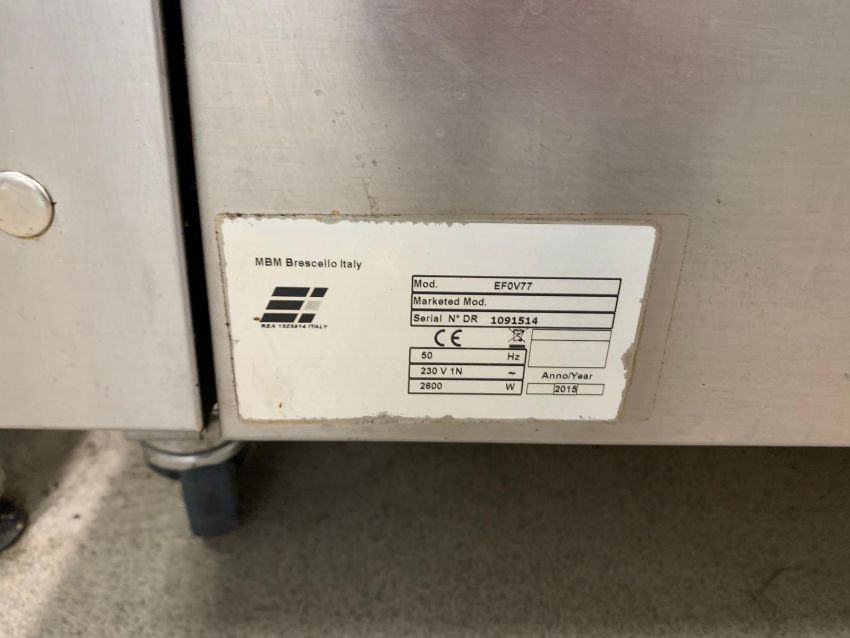 MBM Brescello Italy
REA 1523314 ITALY
Mod. EF0V77
Marketed Mod.
Serial N° DR 1091514
CE
50 Hz
230 V 1N ~
2600 W
Anno/Year
2015